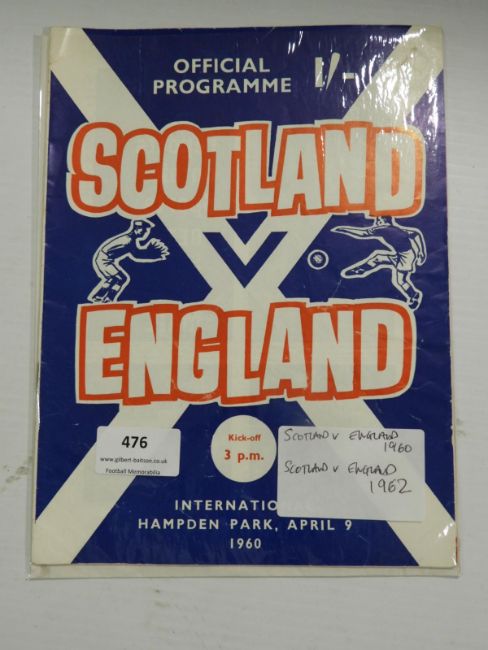 OFFICIAL
PROGRAMME
1/-
SCOTLAND
V
ENGLAND
476
www.gilbert-baitson.co.uk
Football Memorabilia
Kick-off
3 p.m.
SCOTLAND V ENGLAND
1960
SCOTLAND V ENGLAND
1962
INTERNATIONAL
HAMPDEN PARK, APRIL 9
1960